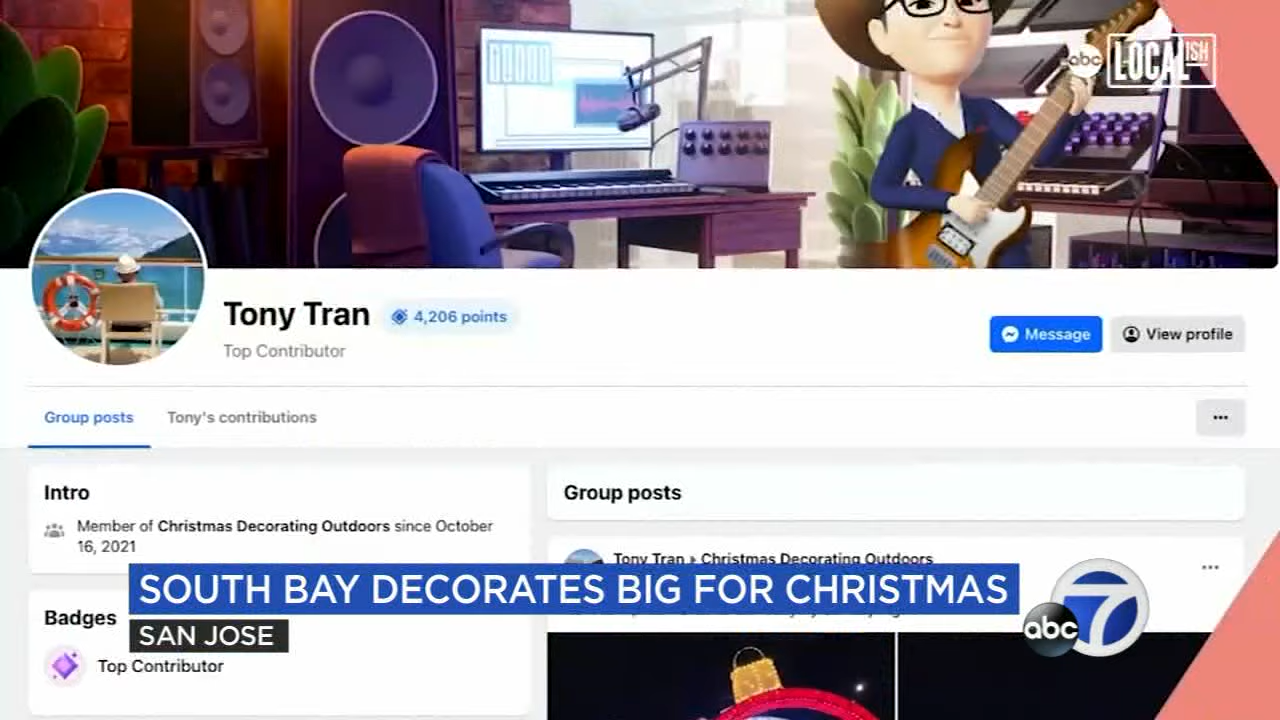 abc LOCALISH
Tony Tran
4,206 points
Top Contributor
Message
View profile
Group posts
Tony's contributions
Intro
Member of Christmas Decorating Outdoors since October
16, 2021
Group posts
Tony Tran ▸ Christmas Decorating Outdoors
SOUTH BAY DECORATES BIG FOR CHRISTMAS
Badges
SAN JOSE
abc 7
Top Contributor